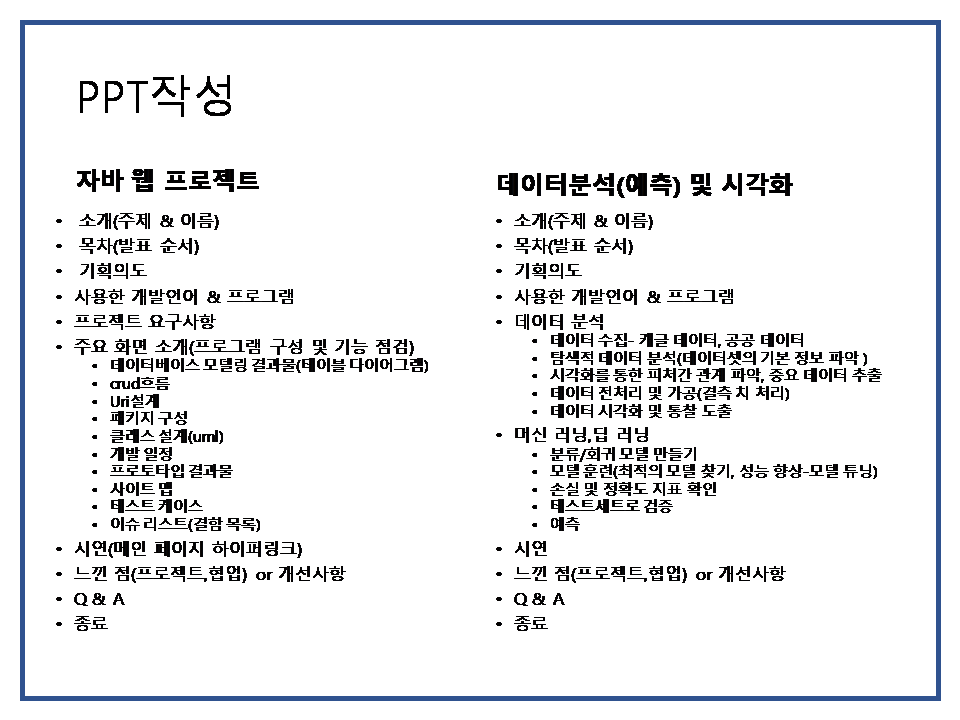 PPT작성
자바 웹 프로젝트
• 소개(주제 & 이름)
• 목차(발표 순서)
• 기획의도
• 사용한 개발언어 & 프로그램
• 프로젝트 요구사항
• 주요 화면 소개(프로그램 구성 및 기능 점검)
• 데이터베이스 모델링 결과물(테이블 다이어그램)
• crud흐름
• Uri설계
• 패키지 구성
• 클래스 설계(uml)
• 개발 일정
• 프로토타입 결과물
• 사이트 맵
• 테스트 케이스
• 이슈 리스트(결함 목록)
• 시연(메인 페이지 하이퍼링크)
• 느낀 점(프로젝트,협업) or 개선사항
• Q & A
• 종료
데이터분석(예측) 및 시각화
• 소개(주제 & 이름)
• 목차(발표 순서)
• 기획의도
• 사용한 개발언어 & 프로그램
• 데이터 분석
• 데이터 수집- 캐글 데이터, 공공 데이터
• 탐색적 데이터 분석(데이터셋의 기본 정보 파악 )
• 시각화를 통한 피처간 관계 파악, 중요 데이터 추출
• 데이터 전처리 및 가공(결측 치 처리)
• 데이터 시각화 및 통찰 도출
• 머신 러닝,딥 러닝
• 분류/회귀 모델 만들기
• 모델 훈련(최적의 모델 찾기, 성능 향상-모델 튜닝)
• 손실 및 정확도 지표 확인
• 테스트세트로 검증
• 예측
• 시연
• 느낀 점(프로젝트,협업) or 개선사항
• Q & A
• 종료